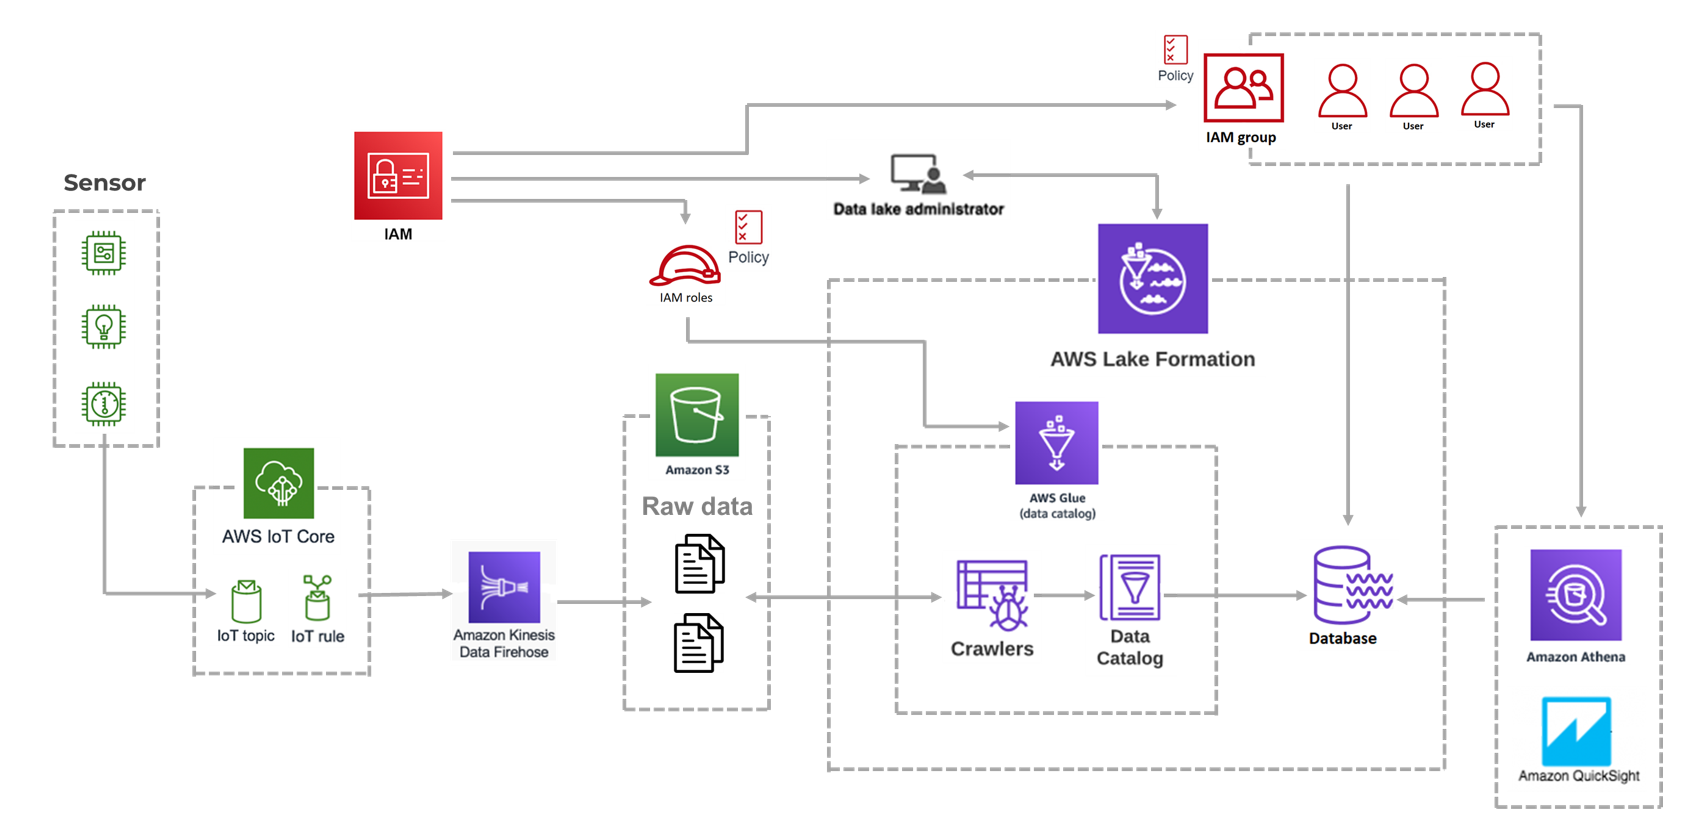 Policy
IAM group
User
User
User
Sensor
IAM
Data lake administrator
Policy
IAM roles
AWS Lake Formation
Amazon S3
Raw data
AWS Glue
(data catalog)
AWS IoT Core
IoT topic
IoT rule
Amazon Kinesis
Data Firehose
Crawlers
Data
Catalog
Database
Amazon Athena
Amazon QuickSight